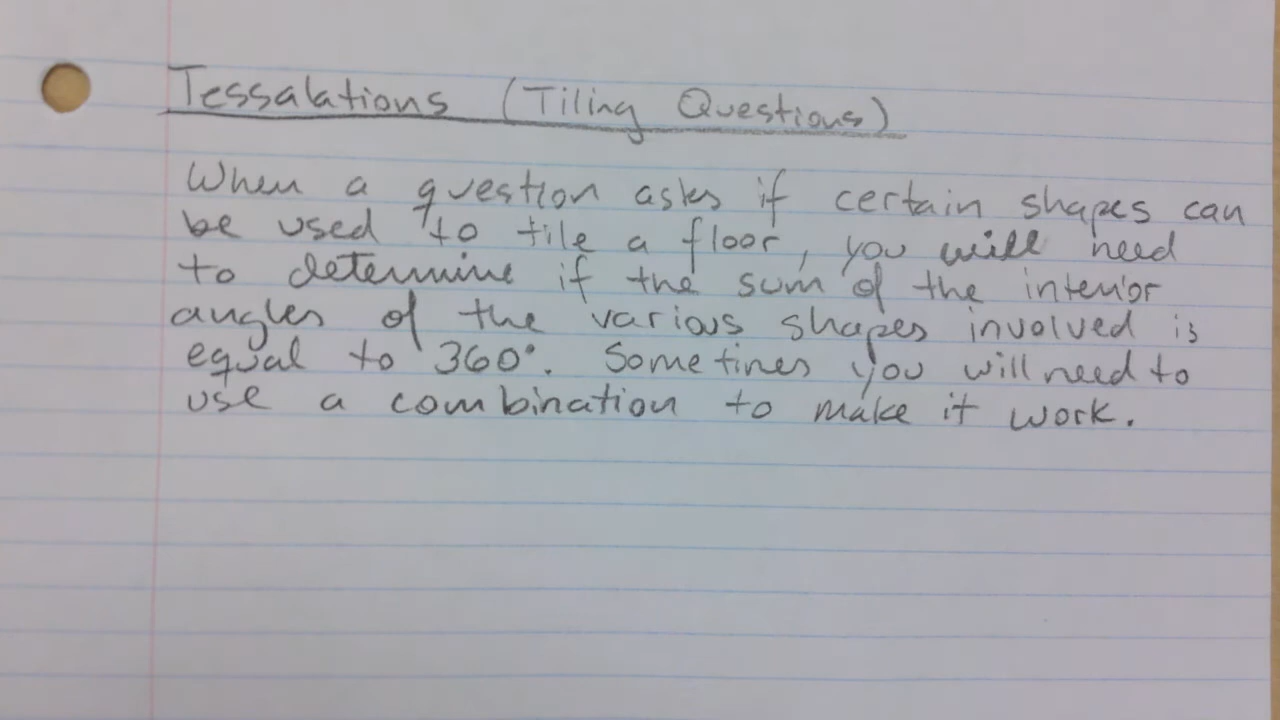 Tessalations (Tiling Questions)
When a question asks if certain shapes can
be used to tile a floor, you will need
to determine if the sum of the interior
angles of the various shapes involved is
equal to 360°. Sometimes you will need to
use a combination to make it work.